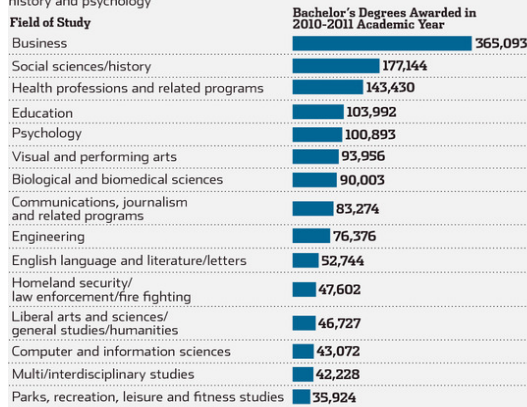 history and psychology
Field of Study
Bachelor's Degrees Awarded in
2010-2011 Academic Year
Business 365,093
Social sciences/history 177,144
Health professions and related programs 143,430
Education 103,992
Psychology 100,893
Visual and performing arts 93,956
Biological and biomedical sciences 90,003
Communications, journalism
and related programs 83,274
Engineering 76,376
English language and literature/letters 52,744
Homeland security/
law enforcement/fire fighting 47,602
Liberal arts and sciences/
general studies/humanities 46,727
Computer and information sciences 43,072
Multi/interdisciplinary studies 42,228
Parks, recreation, leisure and fitness studies 35,924